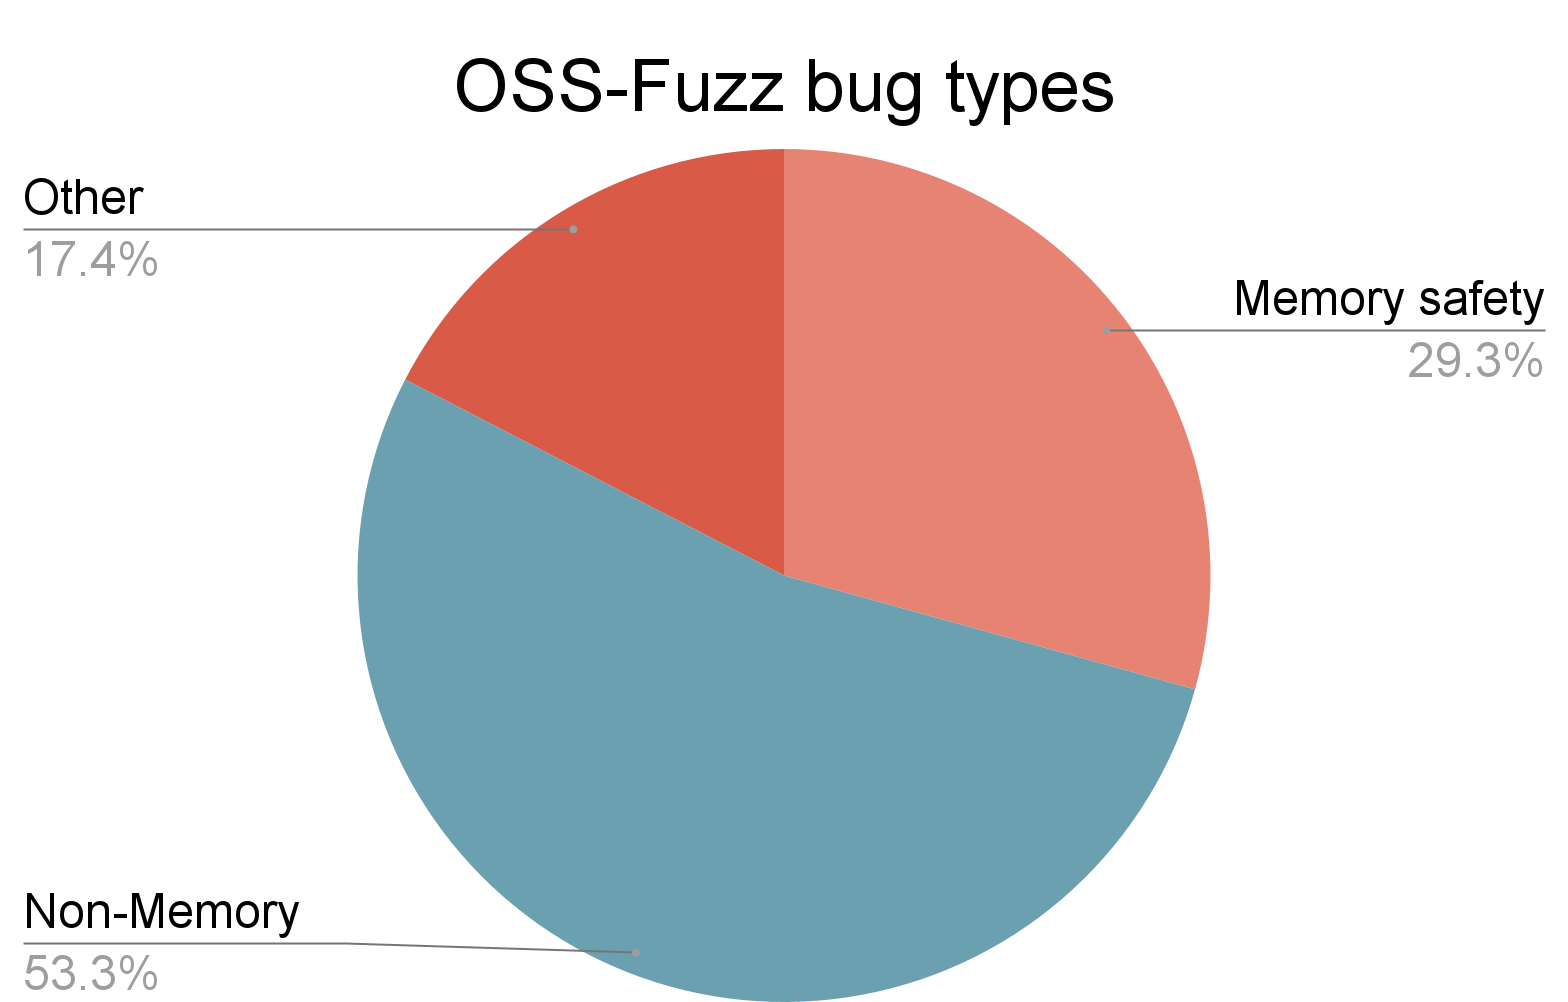 OSS-Fuzz bug types
Other
17.4%
Memory safety
29.3%
Non-Memory
53.3%